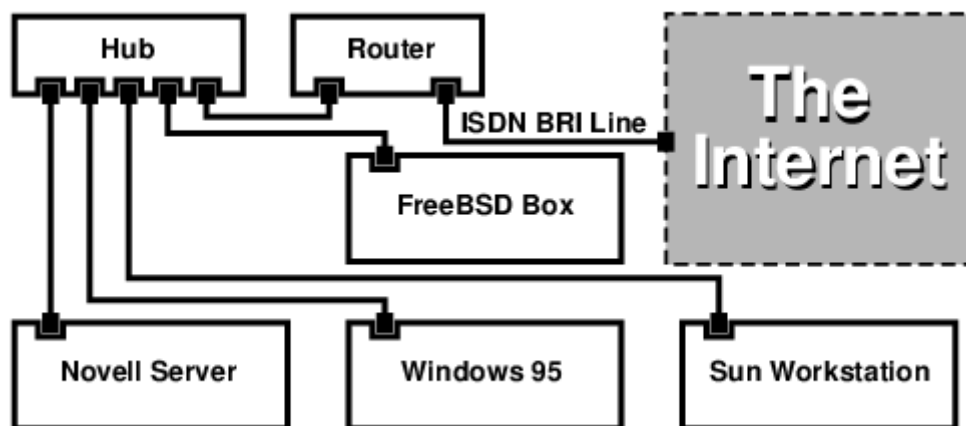 Hub
Router
The
Internet
ISDN BRI Line
FreeBSD Box
Novell Server
Windows 95
Sun Workstation